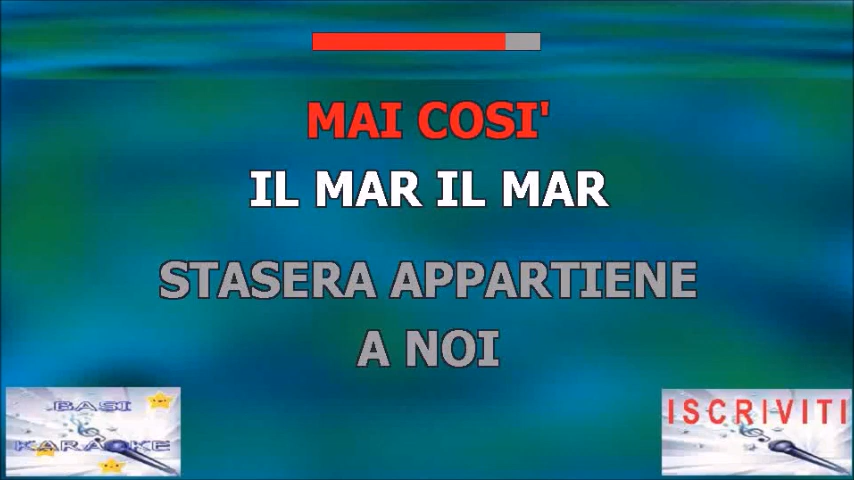 MAI COSI'
IL MAR IL MAR
STASERA APPARTIENE
A NOI
BASI
KARAOKE
ISCRIVITI